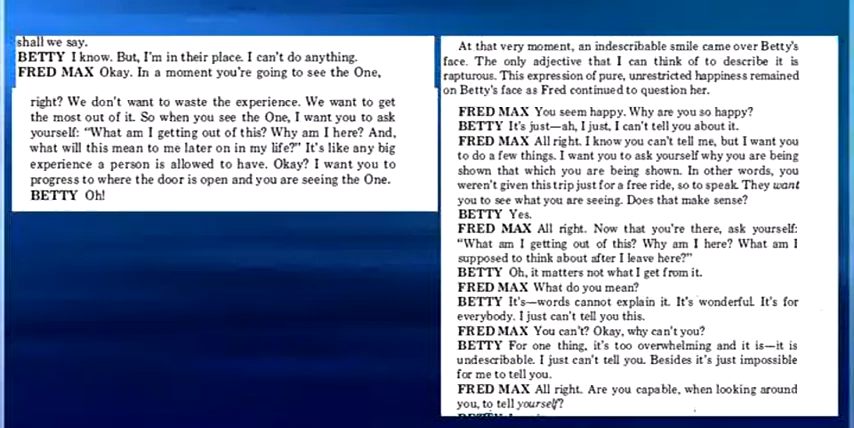 shall we say.
BETTY I know. But, I'm in their place. I can't do anything.
FRED MAX Okay. In a moment you're going to see the One,
right? We don't want to waste the experience. We want to get
the most out of it. So when you see the One, I want you to ask
yourself: "What am I getting out of this? Why am I here? And,
what will this mean to me later on in my life?" It's like any big
experience a person is allowed to have. Okay? I want you to
progress to where the door is open and you are seeing the One.
BETTY Oh!
At that very moment, an indescribable smile came over Betty's
face. The only adjective that I can think of to describe it is
rapturous. This expression of pure, unrestricted happiness remained
on Betty's face as Fred continued to question her.
FRED MAX You seem happy. Why are you so happy?
BETTY It's just—ah, I just, I can't tell you about it.
FRED MAX All right. I know you can't tell me, but I want you
to do a few things. I want you to ask yourself why you are being
shown that which you are being shown. In other words, you
weren't given this trip just for a free ride, so to speak. They want
you to see what you are seeing. Does that make sense?
BETTY Yes.
FRED MAX All right. Now that you're there, ask yourself:
"What am I getting out of this? Why am I here? What am I
supposed to think about after I leave here?"
BETTY Oh, it matters not what I get from it.
FRED MAX What do you mean?
BETTY It's—words cannot explain it. It's wonderful. It's for
everybody. I just can't tell you this.
FRED MAX You can't? Okay, why can't you?
BETTY For one thing, it's too overwhelming and it is—it is
undescribable. I just can't tell you. Besides it's just impossible
for me to tell you.
FRED MAX All right. Are you capable, when looking around
you, to tell yourself?